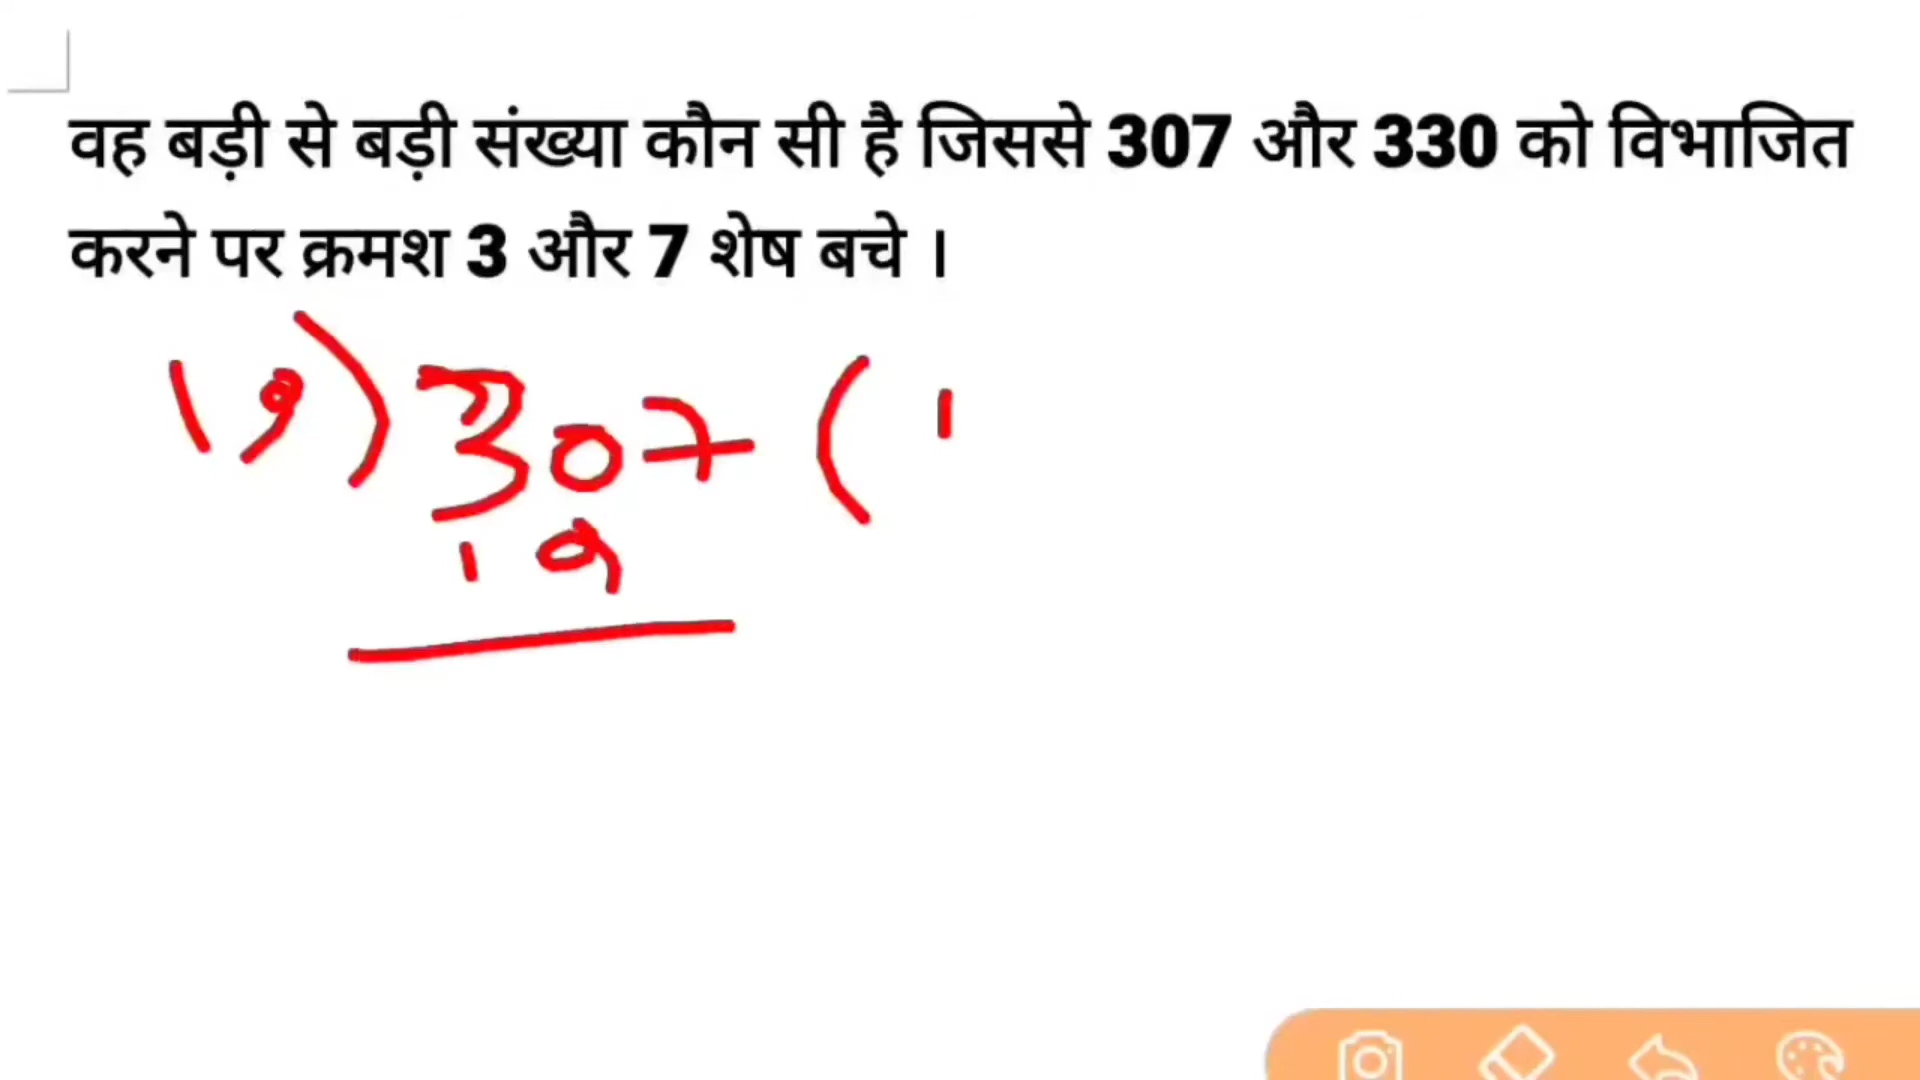 वह बड़ी से बड़ी संख्या कौन सी है जिससे 307 और 330 को विभाजित
करने पर क्रमश 3 और 7 शेष बचे ।
19)307(1
19